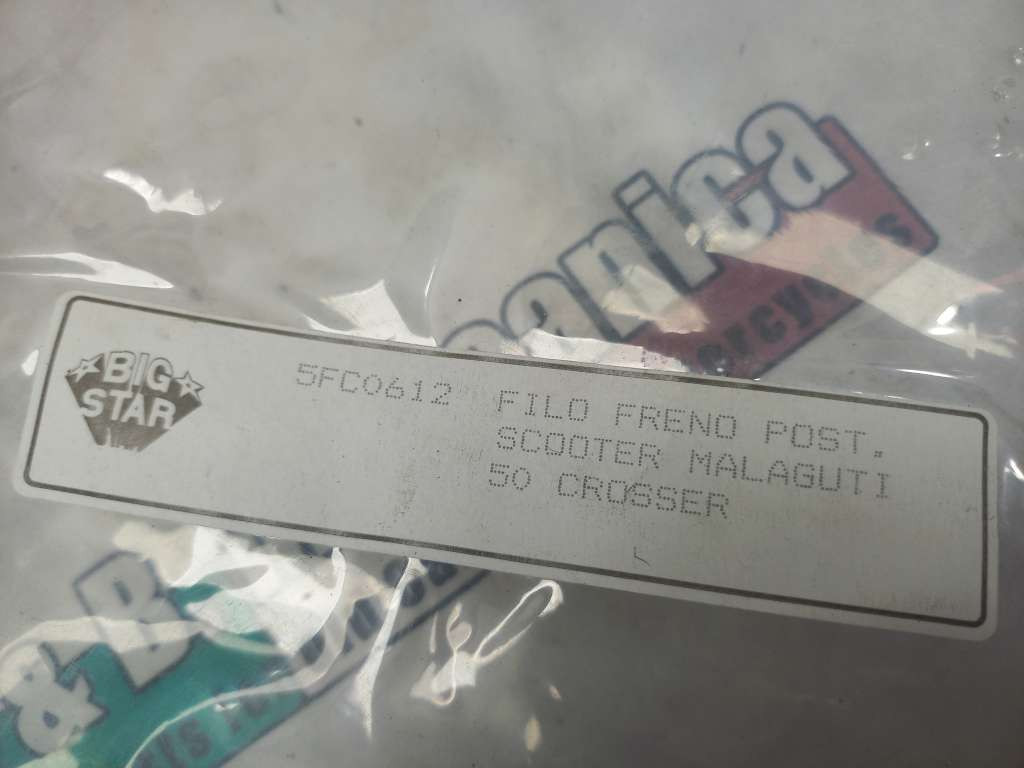 BIG
STAR
5FC0612 FILO FRENO POST.
SCOOTER MALAGUTI
50 CROSSER